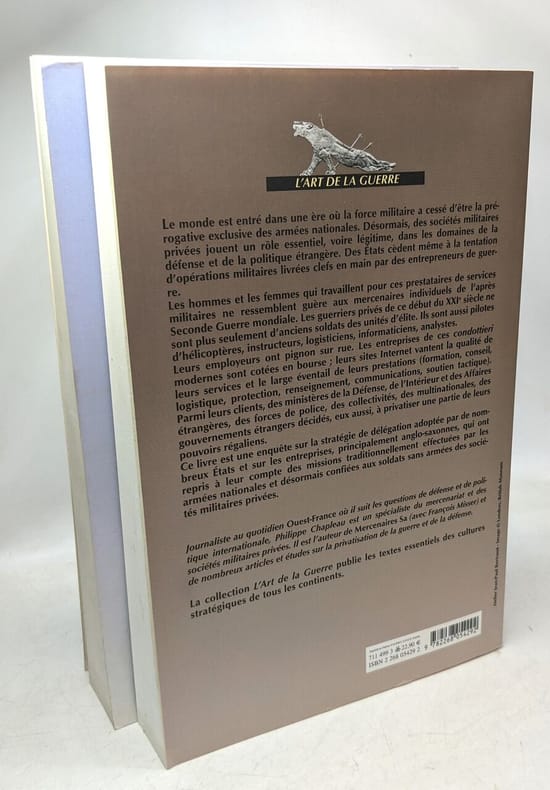 L'ART DE LA GUERRE
Le monde est entré dans une ère où la force militaire a cessé d'être la pré-
rogative exclusive des armées nationales. Désormais, des sociétés militaires
privées jouent un rôle essentiel, voire légitime, dans les domaines de la
défense et de la politique étrangère. Des États cèdent même à la tentation
d'opérations militaires livrées clefs en main par des entrepreneurs de guer-
re.
Les hommes et les femmes qui travaillent pour ces prestataires de services
militaires ne ressemblent guère aux mercenaires individuels de l'après
Seconde Guerre mondiale. Les guerriers privés de ce début du XXIe siècle ne
sont plus seulement d'anciens soldats des unités d'élite. Ils sont aussi pilotes
d'hélicoptères, instructeurs, logisticiens, informaticiens, analystes.
Leurs employeurs ont pignon sur rue. Les entreprises de ces condottieri
modernes sont cotées en bourse ; leurs sites Internet vantent la qualité de
leurs services et le large éventail de leurs prestations (formation, conseil,
logistique, protection, renseignement, communications, soutien tactique).
Parmi leurs clients, des ministères de la Défense, de l'Intérieur et des Affaires
étrangères, des forces de police, des collectivités, des multinationales, des
gouvernements étrangers décidés, eux aussi, à privatiser une partie de leurs
pouvoirs régaliens.
Ce livre est une enquête sur la stratégie de délégation adoptée par de nom-
breux États et sur les entreprises, principalement anglo-saxonnes, qui ont
repris à leur compte des missions traditionnellement effectuées par les
armées nationales et désormais confiées aux soldats sans armées des socié-
tés militaires privées.
Journaliste au quotidien Ouest-France où il suit les questions de défense et de poli-
tique internationale, Philippe Chapleau est un spécialiste du mercenariat et des
sociétés militaires privées. Il est l'auteur de Mercenaires Sa (avec François Misser) et
de nombreux articles et études sur la privatisation de la guerre et de la défense.
La collection L'Art de la Guerre publie les textes essentiels des cultures
stratégiques de tous les continents.
Atelier Jean-Paul Bertrand - Image © Londres, British Museum
711 498 3 22,90 €
ISBN 2 268 05429 2
9 782268 054292